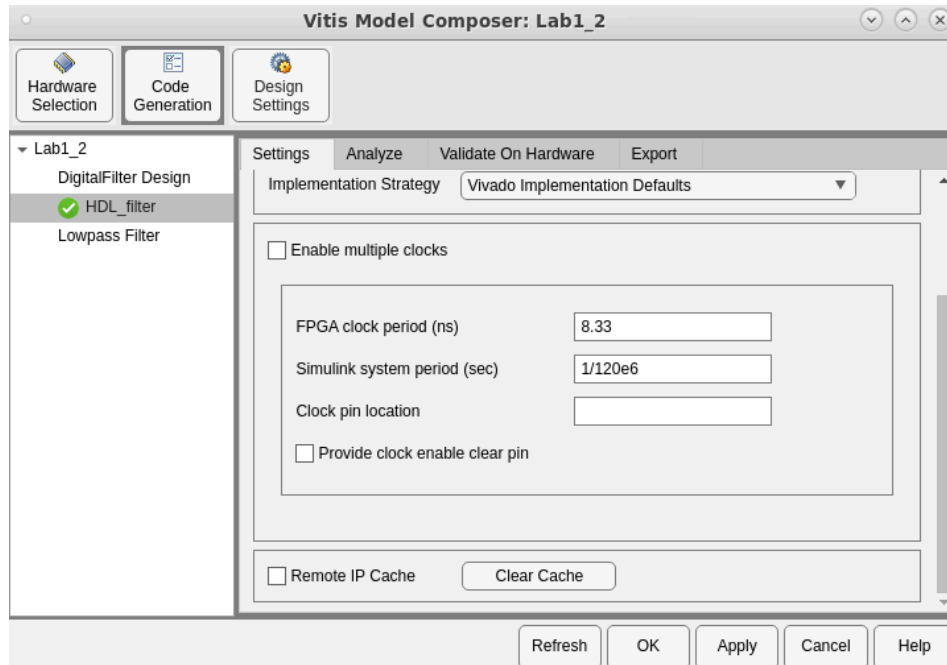 Vitis Model Composer: Lab1_2
Hardware
Selection
Code
Generation
Design
Settings
Lab1_2
DigitalFilter Design
HDL_filter
Lowpass Filter
Settings Analyze Validate On Hardware Export
Implementation Strategy Vivado Implementation Defaults
Enable multiple clocks
FPGA clock period (ns) 8.33
Simulink system period (sec) 1/120e6
Clock pin location
Provide clock enable clear pin
Remote IP Cache Clear Cache
Refresh OK Apply Cancel Help